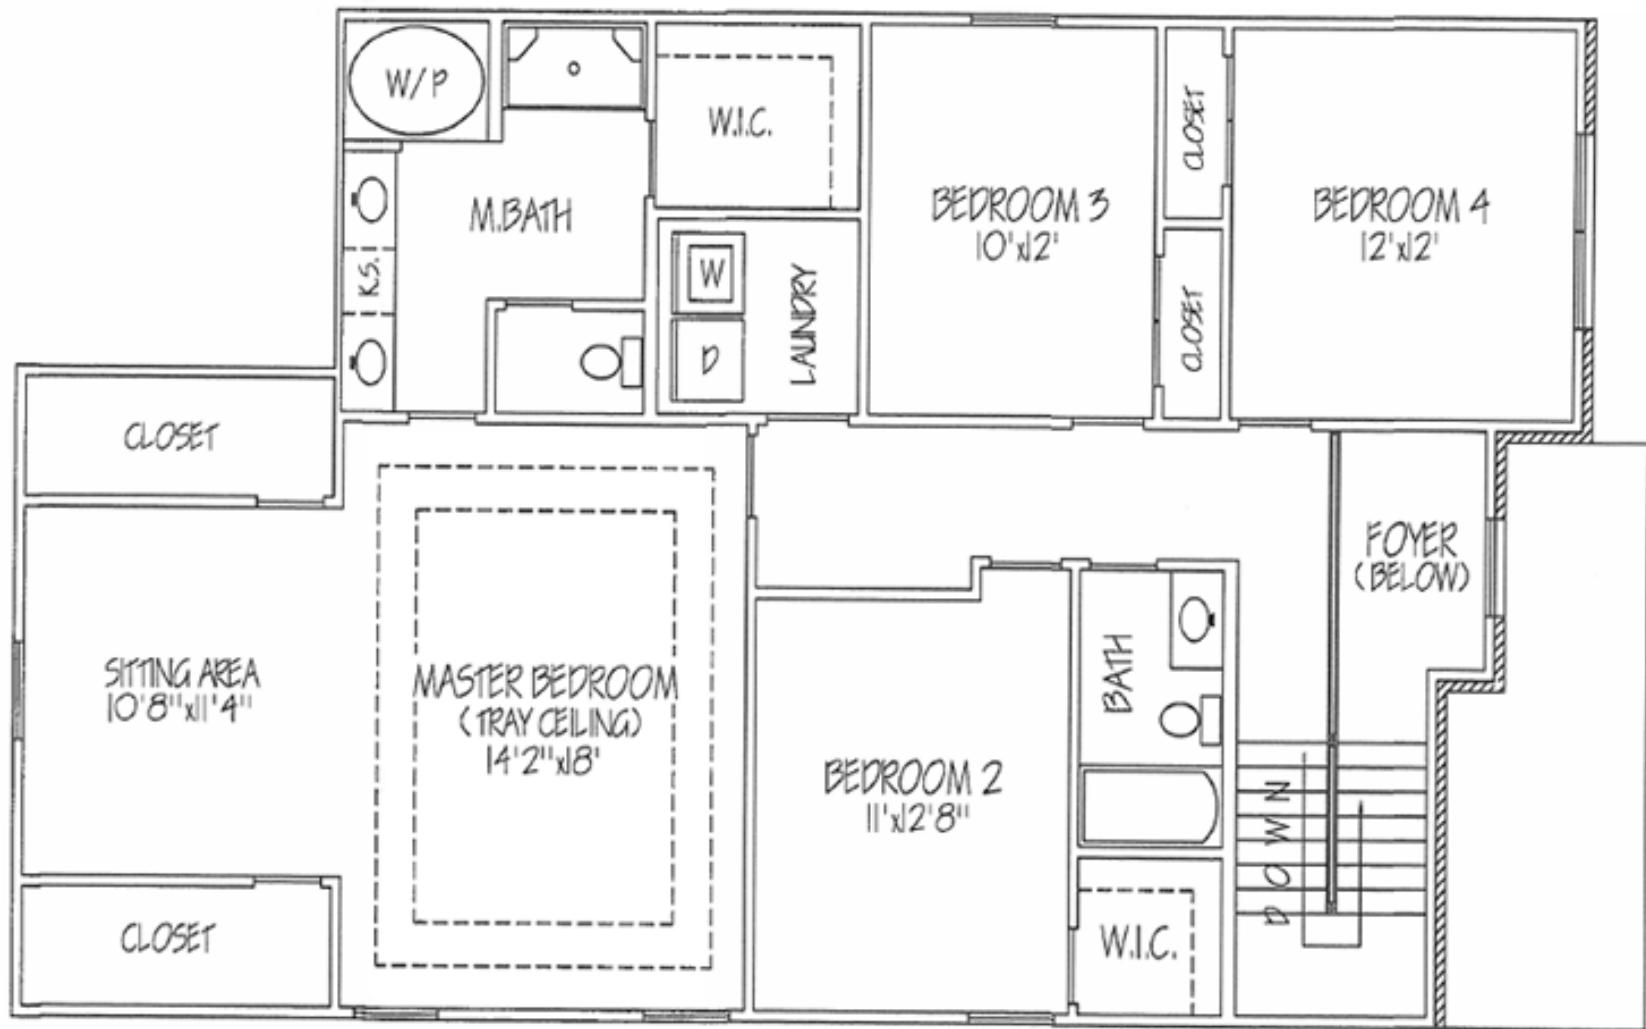 W/P
W.I.C.
CLOSET
BEDROOM 3
10'x12'
BEDROOM 4
12'x12'
M.BATH
K.S.
W
D
LAUNDRY
CLOSET
CLOSET
FOYER
(BELOW)
SITTING AREA
10'8"x11'4"
MASTER BEDROOM
(TRAY CEILING)
14'2"x18'
BATH
BEDROOM 2
11'x12'8"
DOWN
CLOSET
W.I.C.